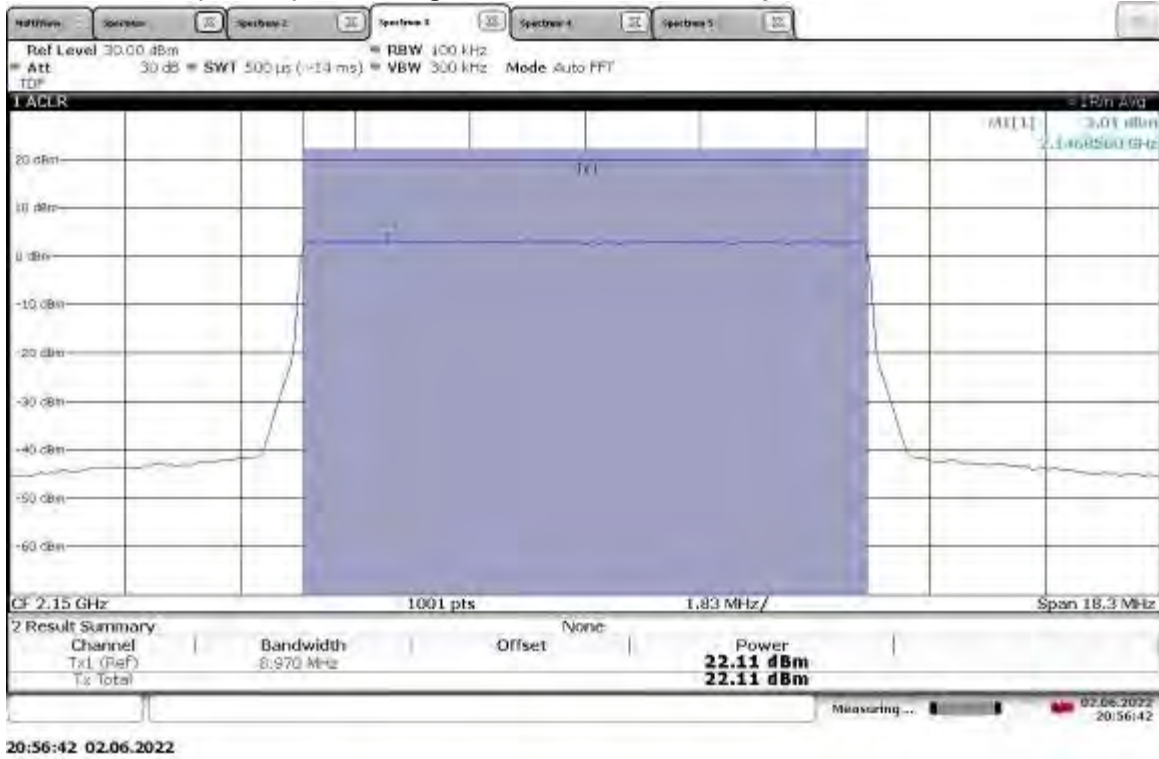 MultiView Spectrum Spectrum 2 Spectrum 3 Spectrum 4 Spectrum 5
Ref Level 30.00 dBm RBW 100 kHz
Att 30 dB SWT 500 µs (~14 ms) VBW 300 kHz Mode Auto FFT
TDF
1 ACLR 1Rm Avg
M1[1] 3.01 dBm
2.1468560 GHz
20 dBm
Tx1
10 dBm
0 dBm
-10 dBm
-20 dBm
-30 dBm
-40 dBm
-50 dBm
-60 dBm
CF 2.15 GHz 1001 pts 1.83 MHz/ Span 18.3 MHz
2 Result Summary None
Channel Bandwidth Offset Power
Tx1 (Ref) 8.970 MHz 22.11 dBm
Tx Total 22.11 dBm
Measuring... 02.06.2022
20:56:42
20:56:42 02.06.2022